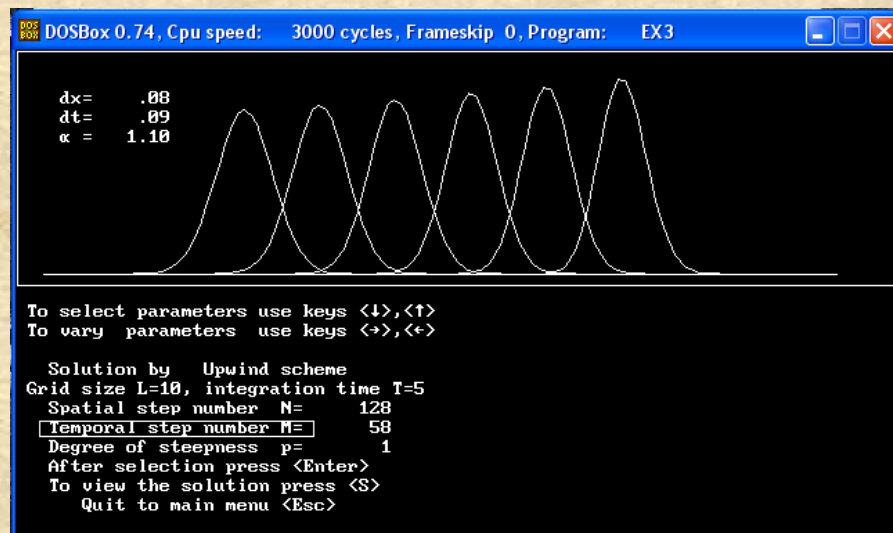 DOSBox 0.74, Cpu speed: 3000 cycles, Frameskip 0, Program: EX3
dx= .08
dt= .09
α = 1.10
To select parameters use keys <↓>,<↑>
To vary parameters use keys <→>,<←>
Solution by Upwind scheme
Grid size L=10, integration time T=5
Spatial step number N= 128
Temporal step number M= 58
Degree of steepness p= 1
After selection press <Enter>
To view the solution press <S>
Quit to main menu <Esc>